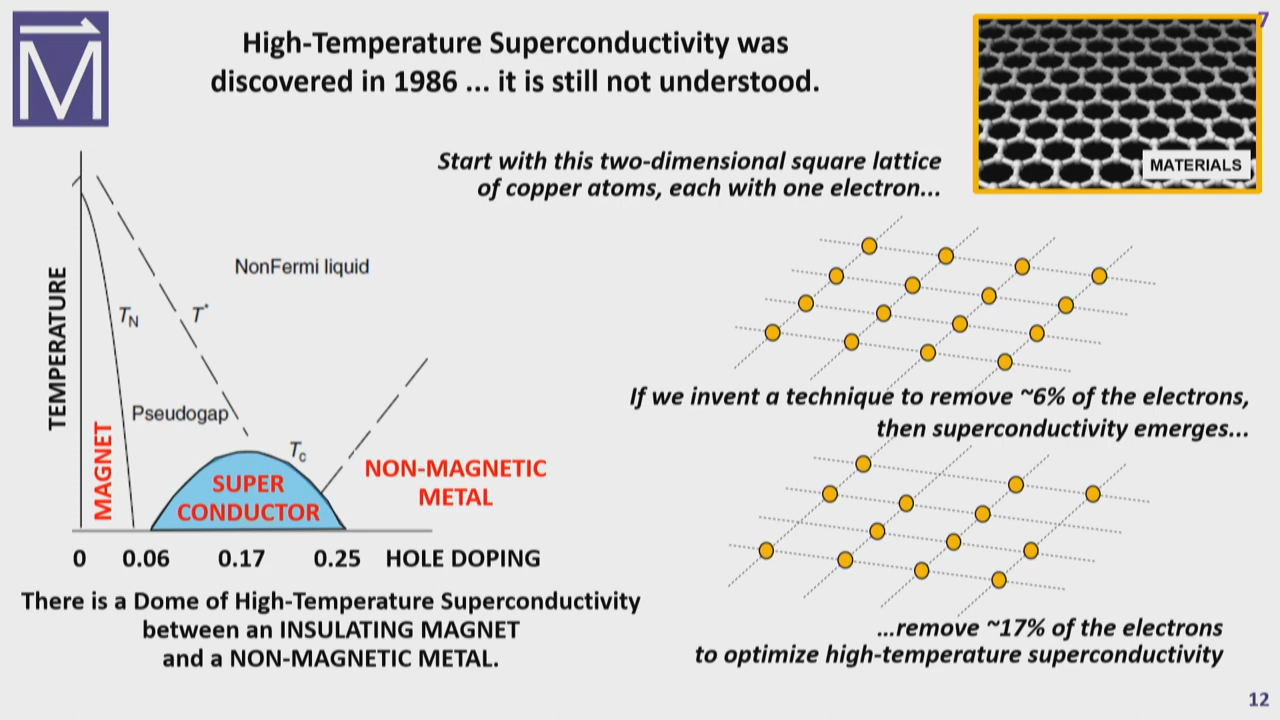 M
High-Temperature Superconductivity was
discovered in 1986 ... it is still not understood.
7
MATERIALS
Start with this two-dimensional square lattice
of copper atoms, each with one electron...
TEMPERATURE
NonFermi liquid
TN
T*
Pseudogap
MAGNET
Tc
SUPER
CONDUCTOR
NON-MAGNETIC
METAL
0 0.06 0.17 0.25 HOLE DOPING
There is a Dome of High-Temperature Superconductivity
between an INSULATING MAGNET
and a NON-MAGNETIC METAL.
If we invent a technique to remove ~6% of the electrons,
then superconductivity emerges...
...remove ~17% of the electrons
to optimize high-temperature superconductivity
12